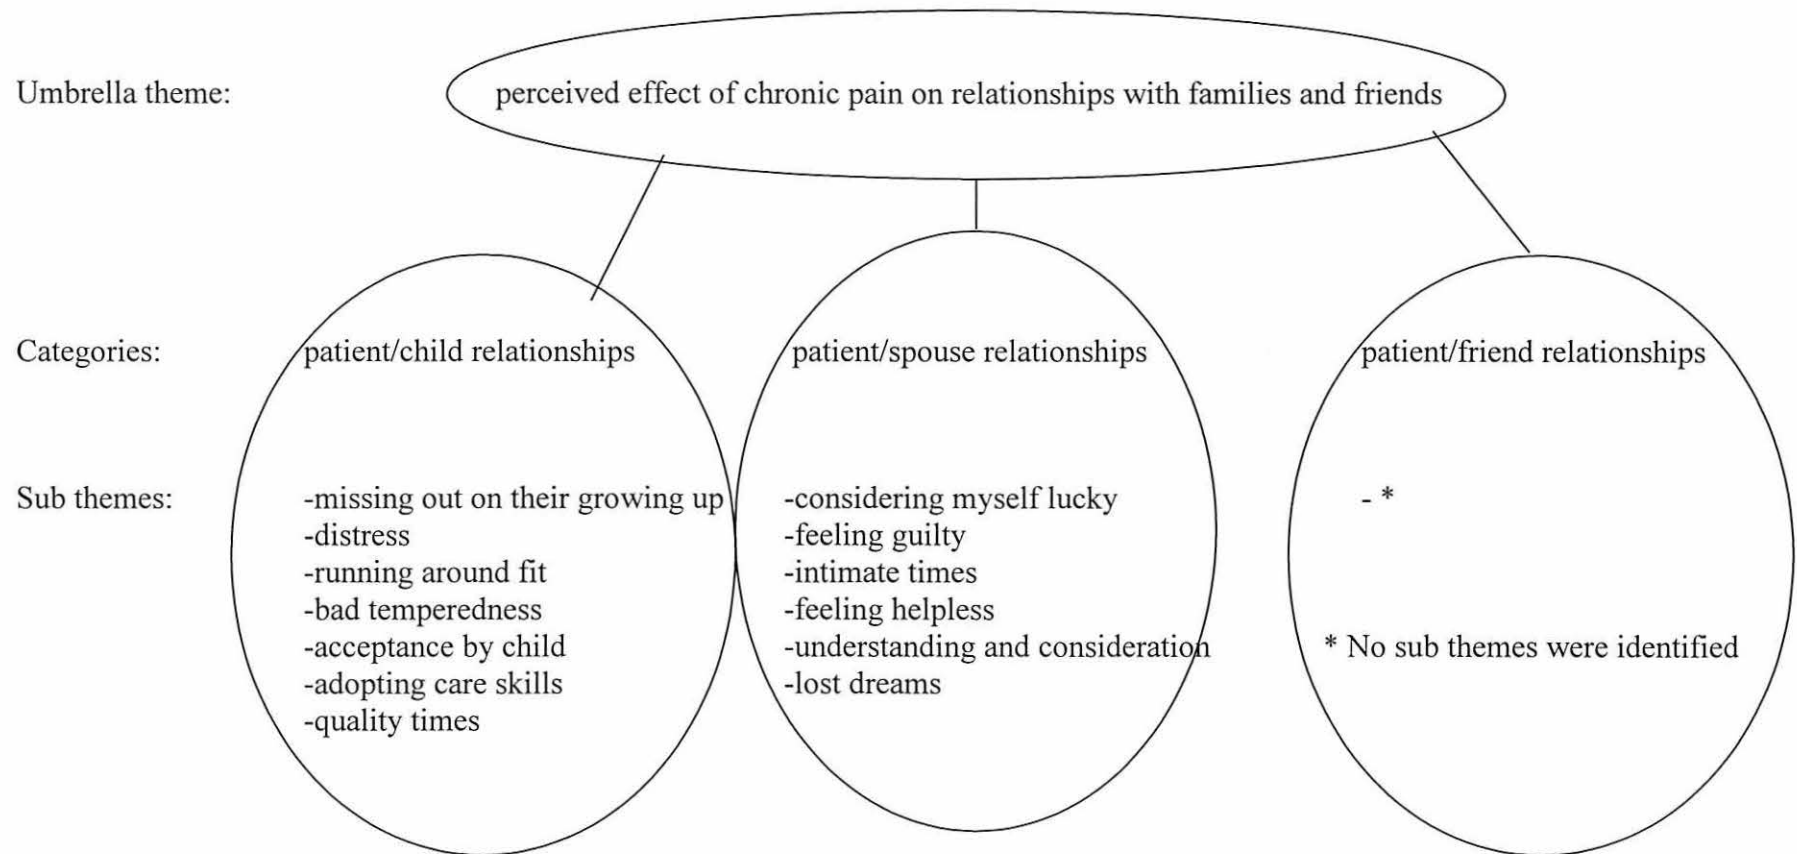 Umbrella theme:
perceived effect of chronic pain on relationships with families and friends
Categories:
patient/child relationships
patient/spouse relationships
patient/friend relationships
Sub themes:
-missing out on their growing up
-distress
-running around fit
-bad temperedness
-acceptance by child
-adopting care skills
-quality times
-considering myself lucky
-feeling guilty
-intimate times
-feeling helpless
-understanding and consideration
-lost dreams
- *
* No sub themes were identified